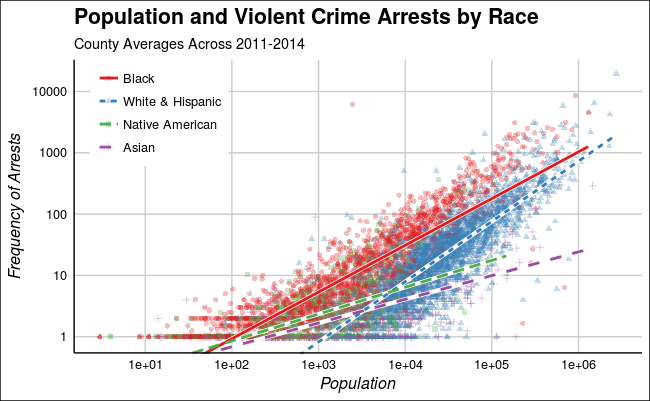 Population and Violent Crime Arrests by Race
County Averages Across 2011-2014
Black
White & Hispanic
Native American
Asian
Frequency of Arrests
10000
1000
100
10
1
1e+01
1e+02
1e+03
1e+04
1e+05
1e+06
Population